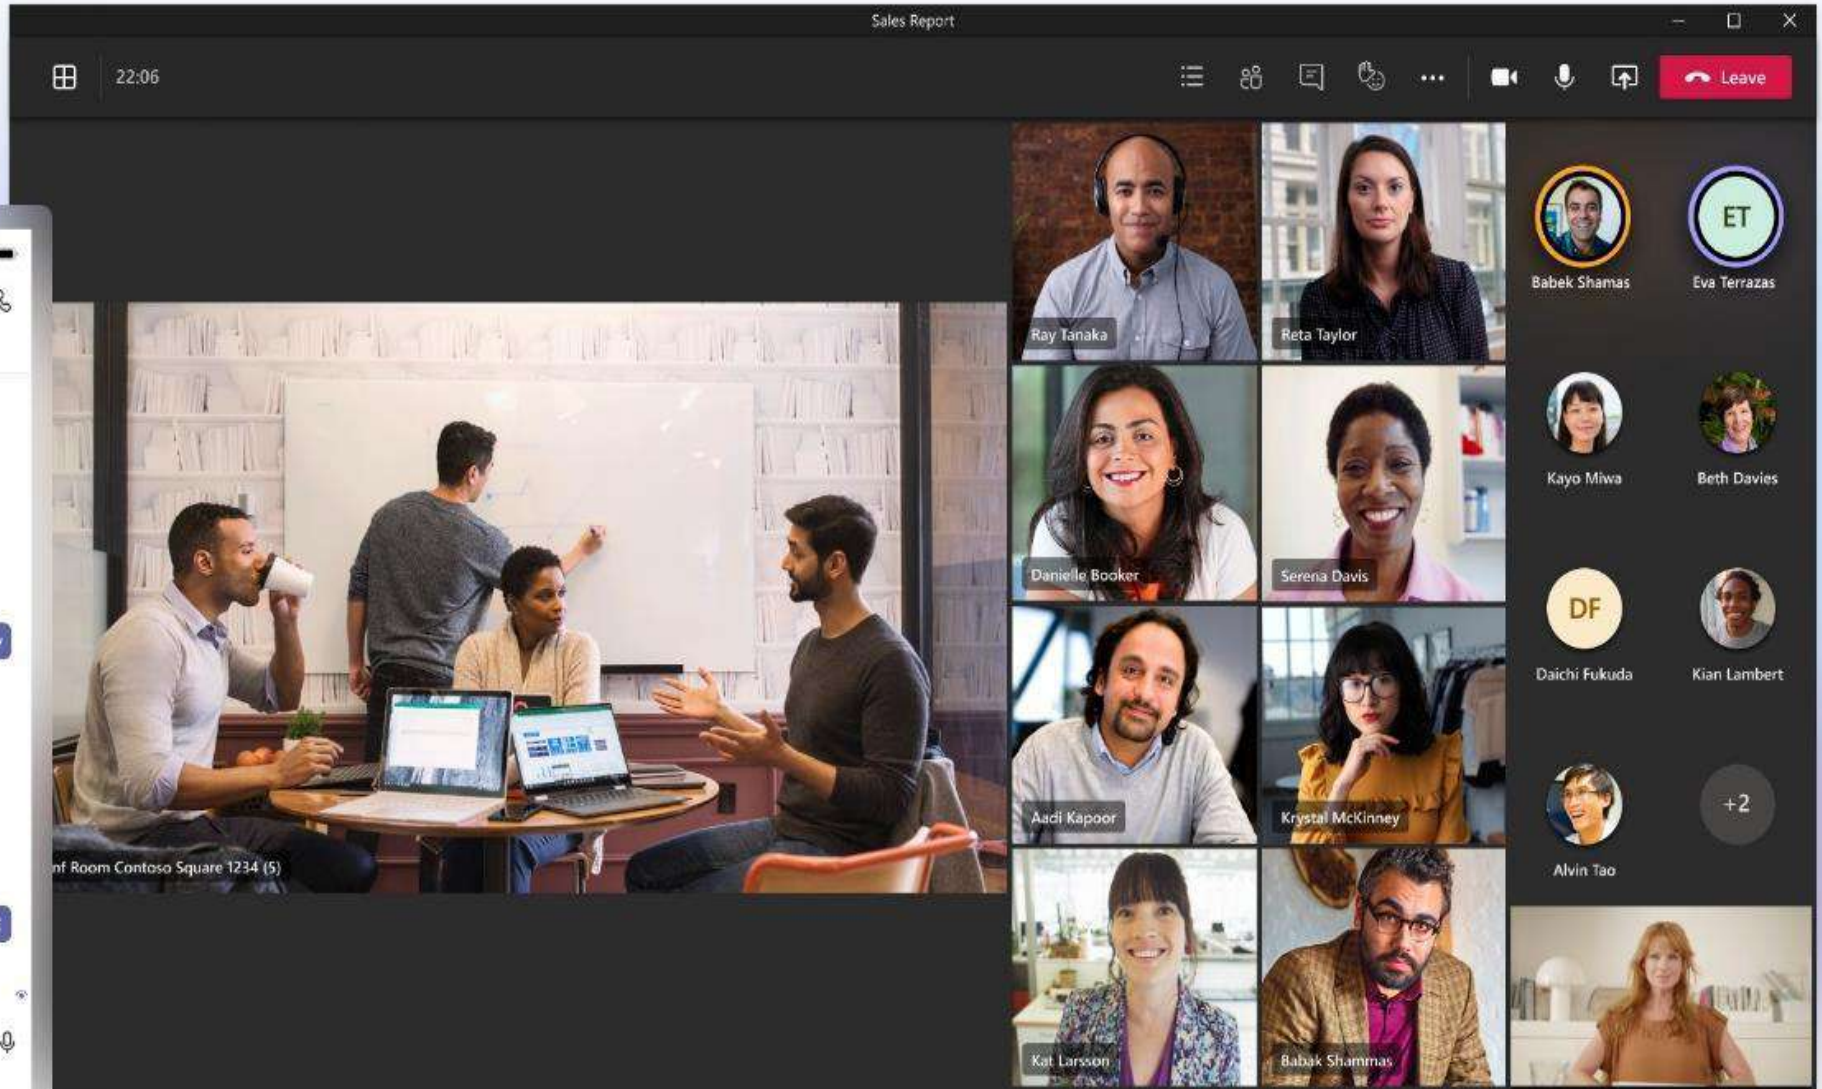 Sales Report
22:06
Leave
Ray Tanaka
Reta Taylor
Babek Shamas
ET
Eva Terrazas
Kayo Miwa
Beth Davies
Danielle Booker
Serena Davis
DF
Daichi Fukuda
Kian Lambert
Aadi Kapoor
Krystal McKinney
+2
Alvin Tao
nf Room Contoso Square 1234 (5)
Kat Larsson
Babak Shammas